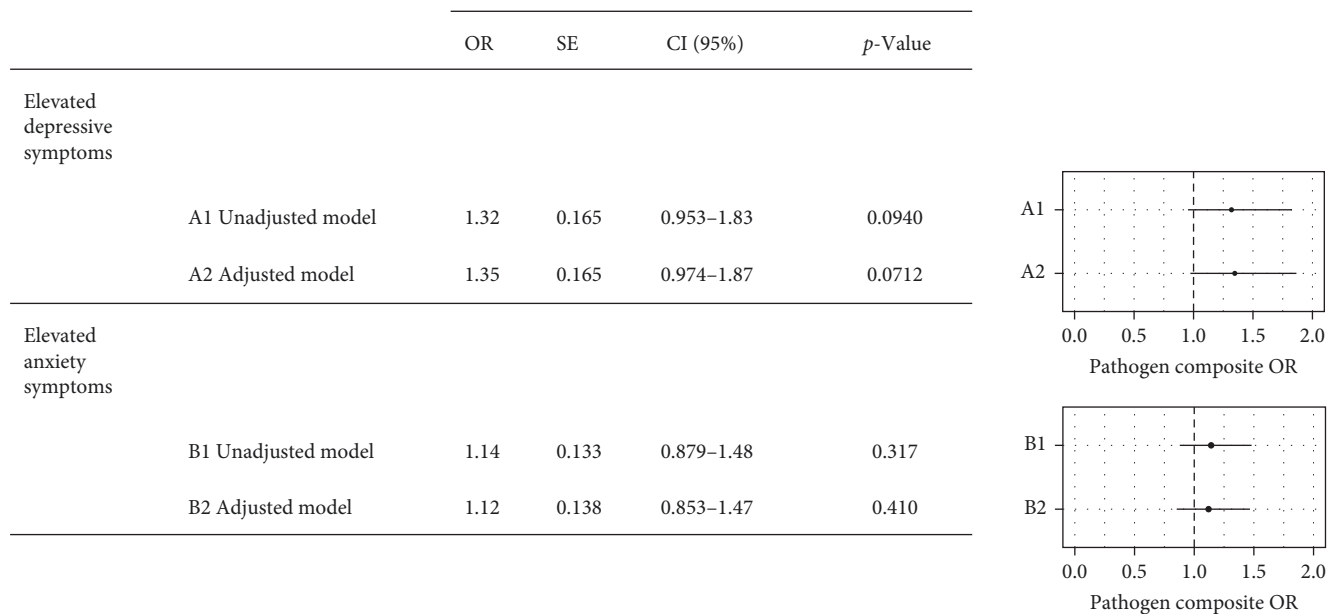 OR SE CI (95%) p-Value
Elevated
depressive
symptoms
A1 Unadjusted model 1.32 0.165 0.953–1.83 0.0940
A2 Adjusted model 1.35 0.165 0.974–1.87 0.0712
Elevated
anxiety
symptoms
B1 Unadjusted model 1.14 0.133 0.879–1.48 0.317
B2 Adjusted model 1.12 0.138 0.853–1.47 0.410
A1
A2
0.0 0.5 1.0 1.5 2.0
Pathogen composite OR
B1
B2
0.0 0.5 1.0 1.5 2.0
Pathogen composite OR